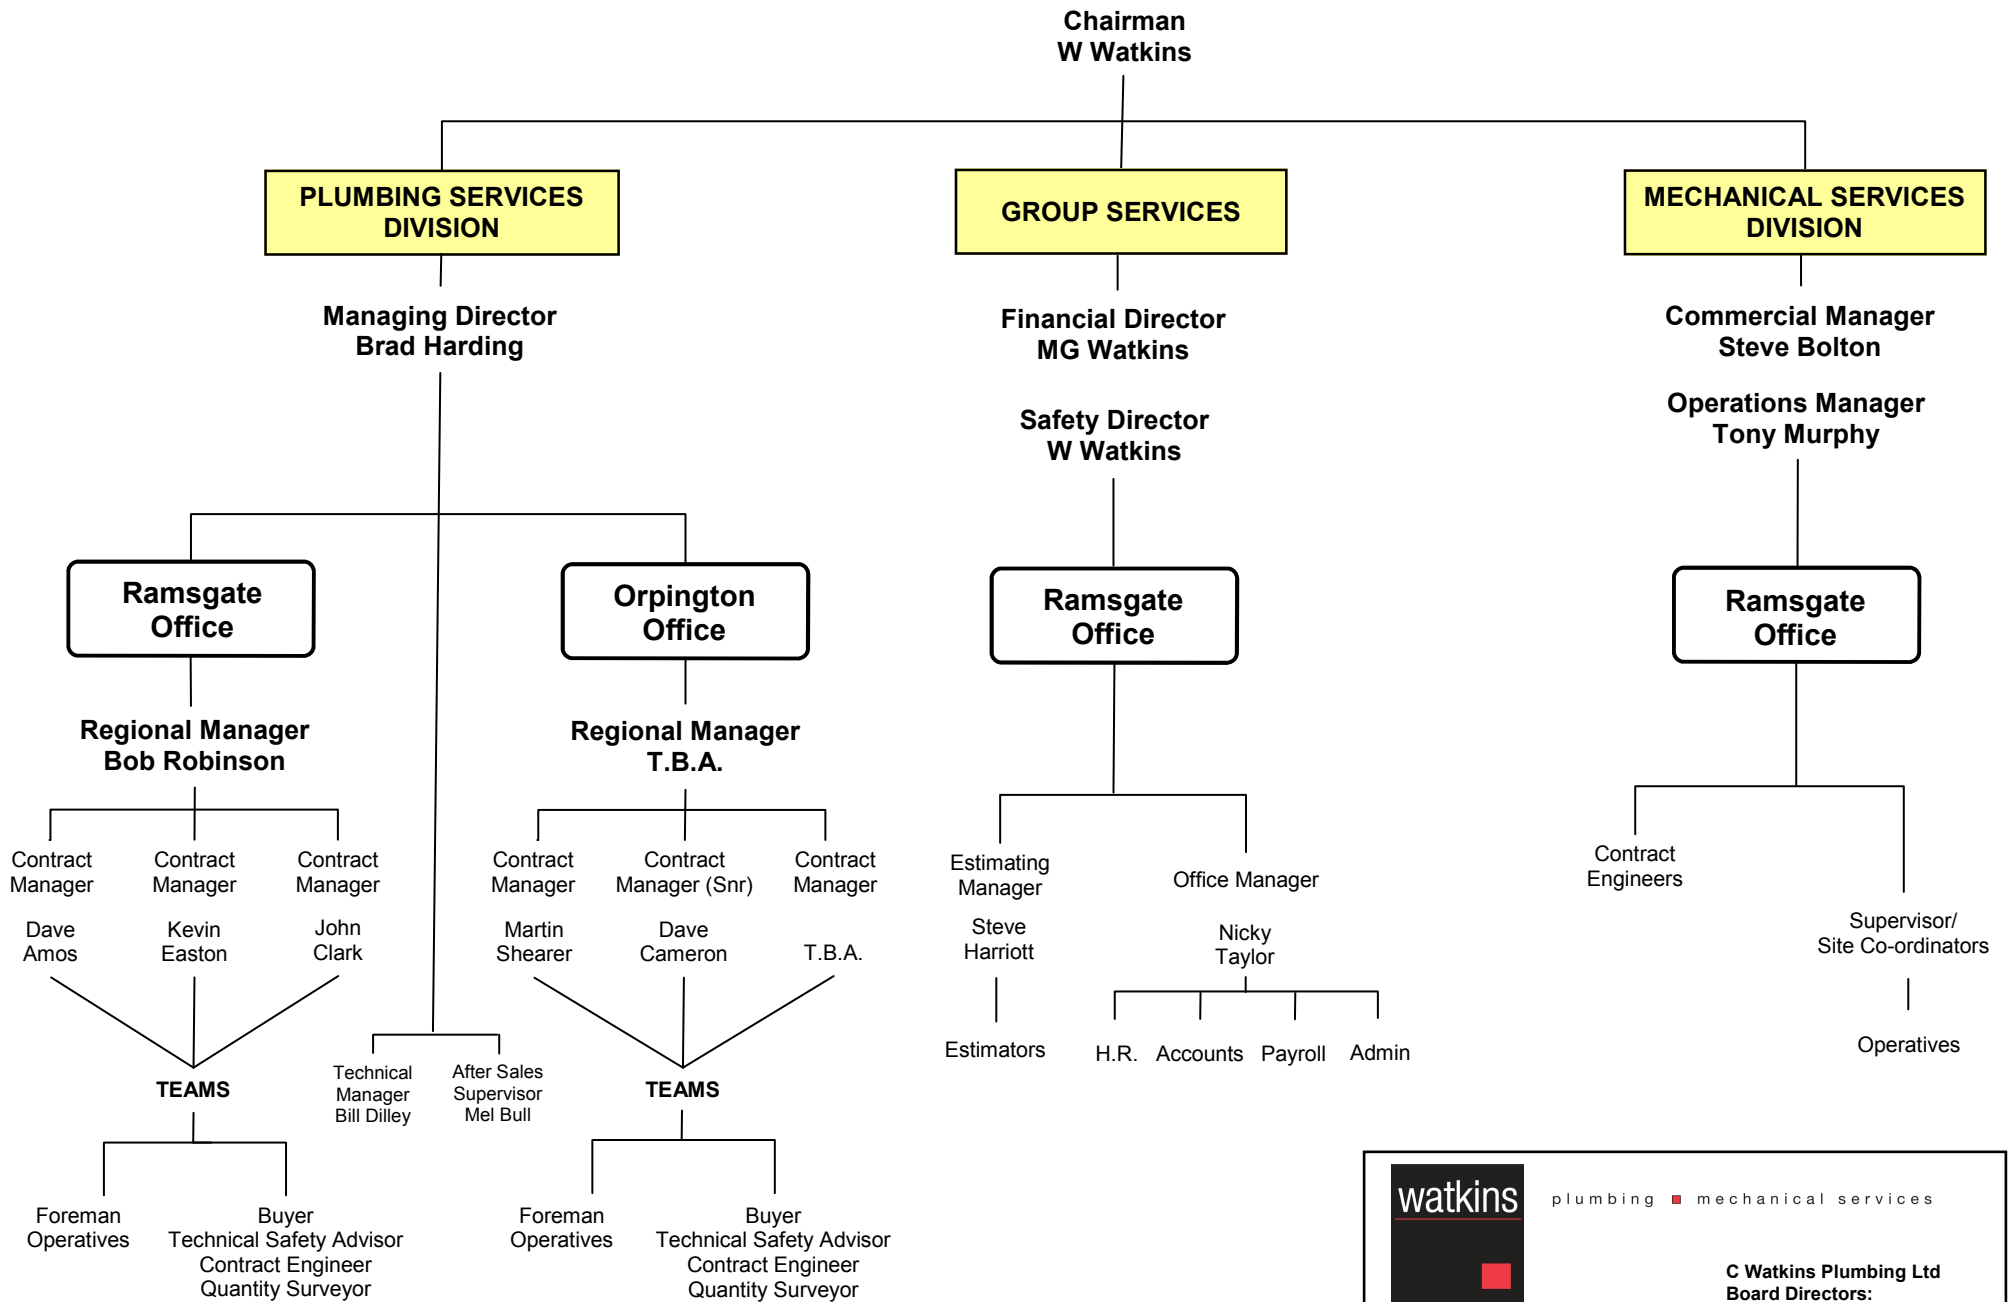 Chairman
W Watkins
PLUMBING SERVICES
DIVISION
GROUP SERVICES
MECHANICAL SERVICES
DIVISION
Managing Director
Brad Harding
Financial Director
MG Watkins
Safety Director
W Watkins
Commercial Manager
Steve Bolton
Operations Manager
Tony Murphy
Ramsgate
Office
Orpington
Office
Ramsgate
Office
Ramsgate
Office
Regional Manager
Bob Robinson
Regional Manager
T.B.A.
Contract
Manager
Dave
Amos
Contract
Manager
Kevin
Easton
Contract
Manager
John
Clark
Contract
Manager
Martin
Shearer
Contract
Manager (Snr)
Dave
Cameron
Contract
Manager
T.B.A.
Estimating
Manager
Steve
Harriott
Estimators
Office Manager
Nicky
Taylor
H.R. Accounts Payroll Admin
Contract
Engineers
Supervisor/
Site Co-ordinators
Operatives
TEAMS
Technical
Manager
Bill Dilley
After Sales
Supervisor
Mel Bull
TEAMS
Foreman
Operatives
Buyer
Technical Safety Advisor
Contract Engineer
Quantity Surveyor
Foreman
Operatives
Buyer
Technical Safety Advisor
Contract Engineer
Quantity Surveyor
watkins
plumbing mechanical services
C Watkins Plumbing Ltd
Board Directors: